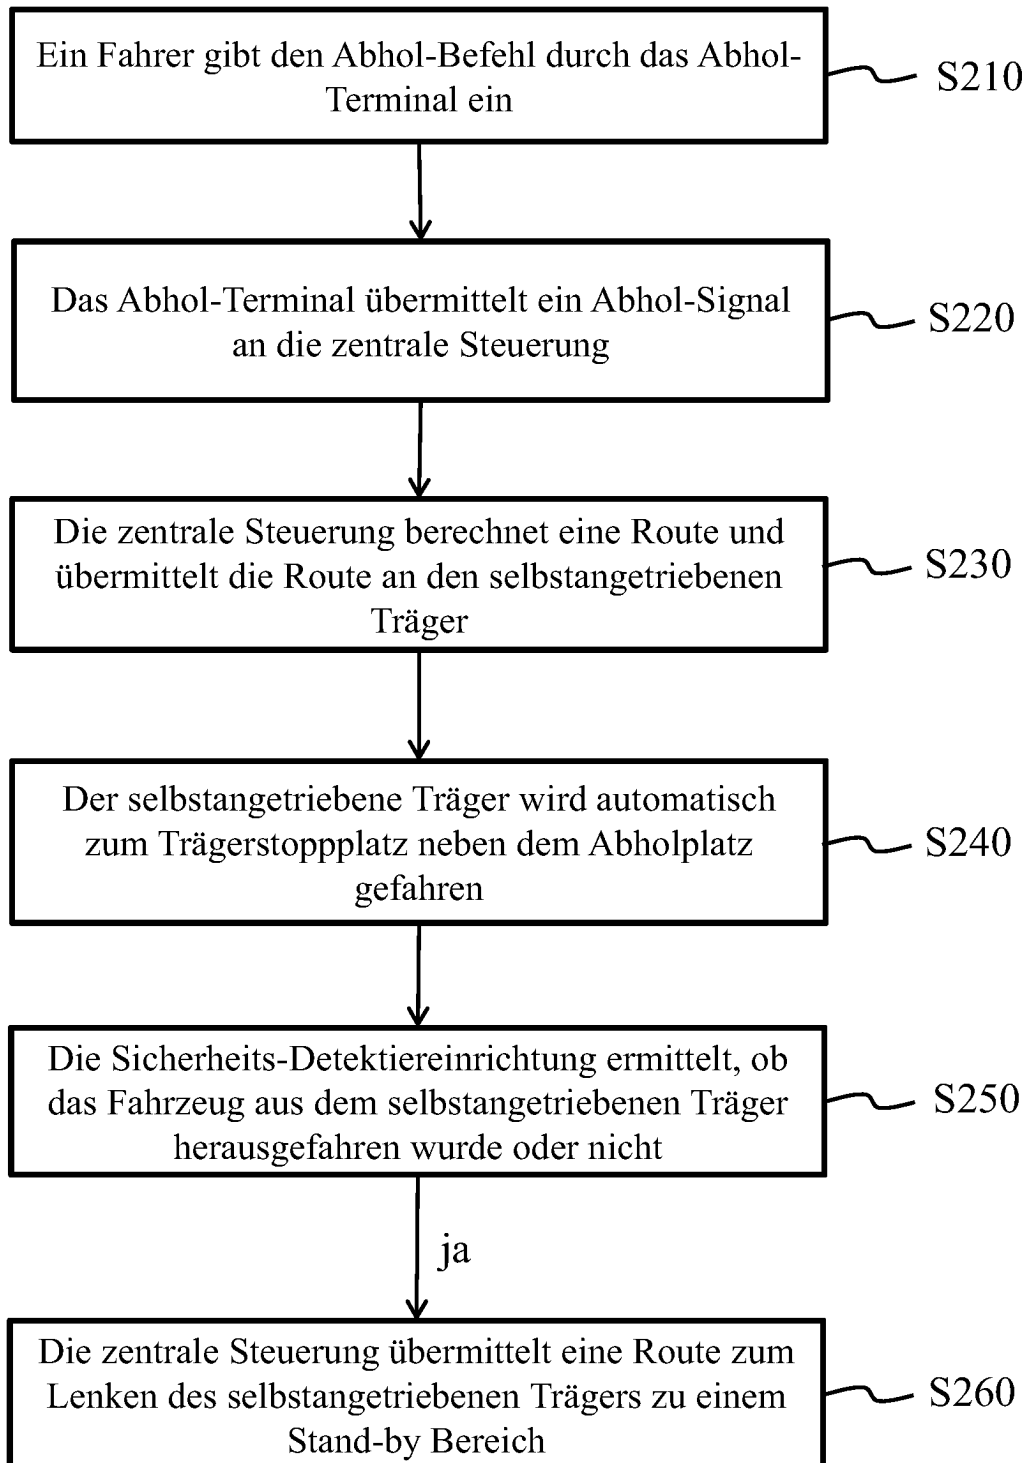 Ein Fahrer gibt den Abhol-Befehl durch das Abhol-
Terminal ein
S210
Das Abhol-Terminal übermittelt ein Abhol-Signal
an die zentrale Steuerung
S220
Die zentrale Steuerung berechnet eine Route und
übermittelt die Route an den selbstangetriebenen
Träger
S230
Der selbstangetriebene Träger wird automatisch
zum Trägerstoppplatz neben dem Abholplatz
gefahren
S240
Die Sicherheits-Detektiereinrichtung ermittelt, ob
das Fahrzeug aus dem selbstangetriebenen Träger
herausgefahren wurde oder nicht
S250
ja
Die zentrale Steuerung übermittelt eine Route zum
Lenken des selbstangetriebenen Trägers zu einem
Stand-by Bereich
S260